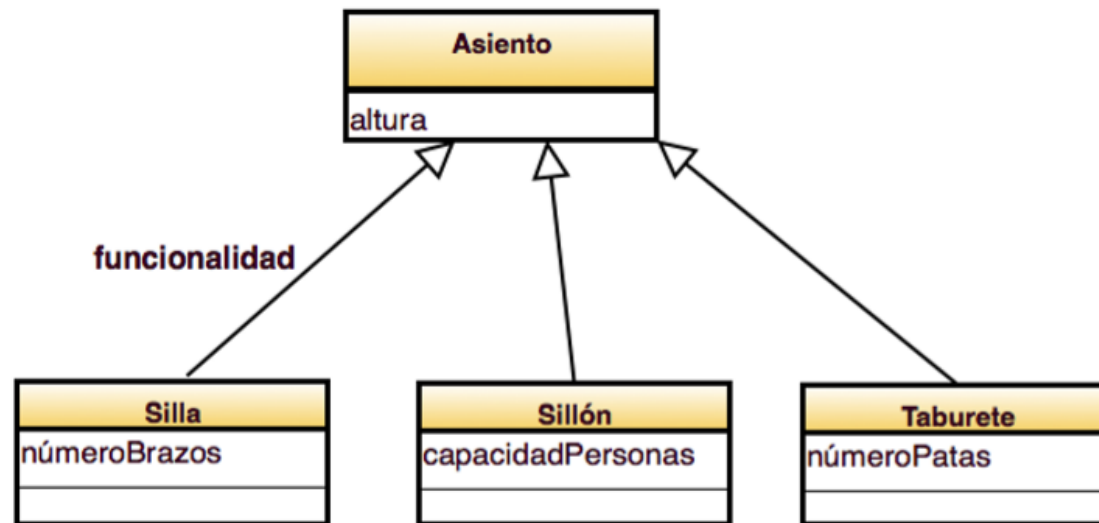 Asiento
altura
funcionalidad
Silla
númeroBrazos
Sillón
capacidadPersonas
Taburete
númeroPatas